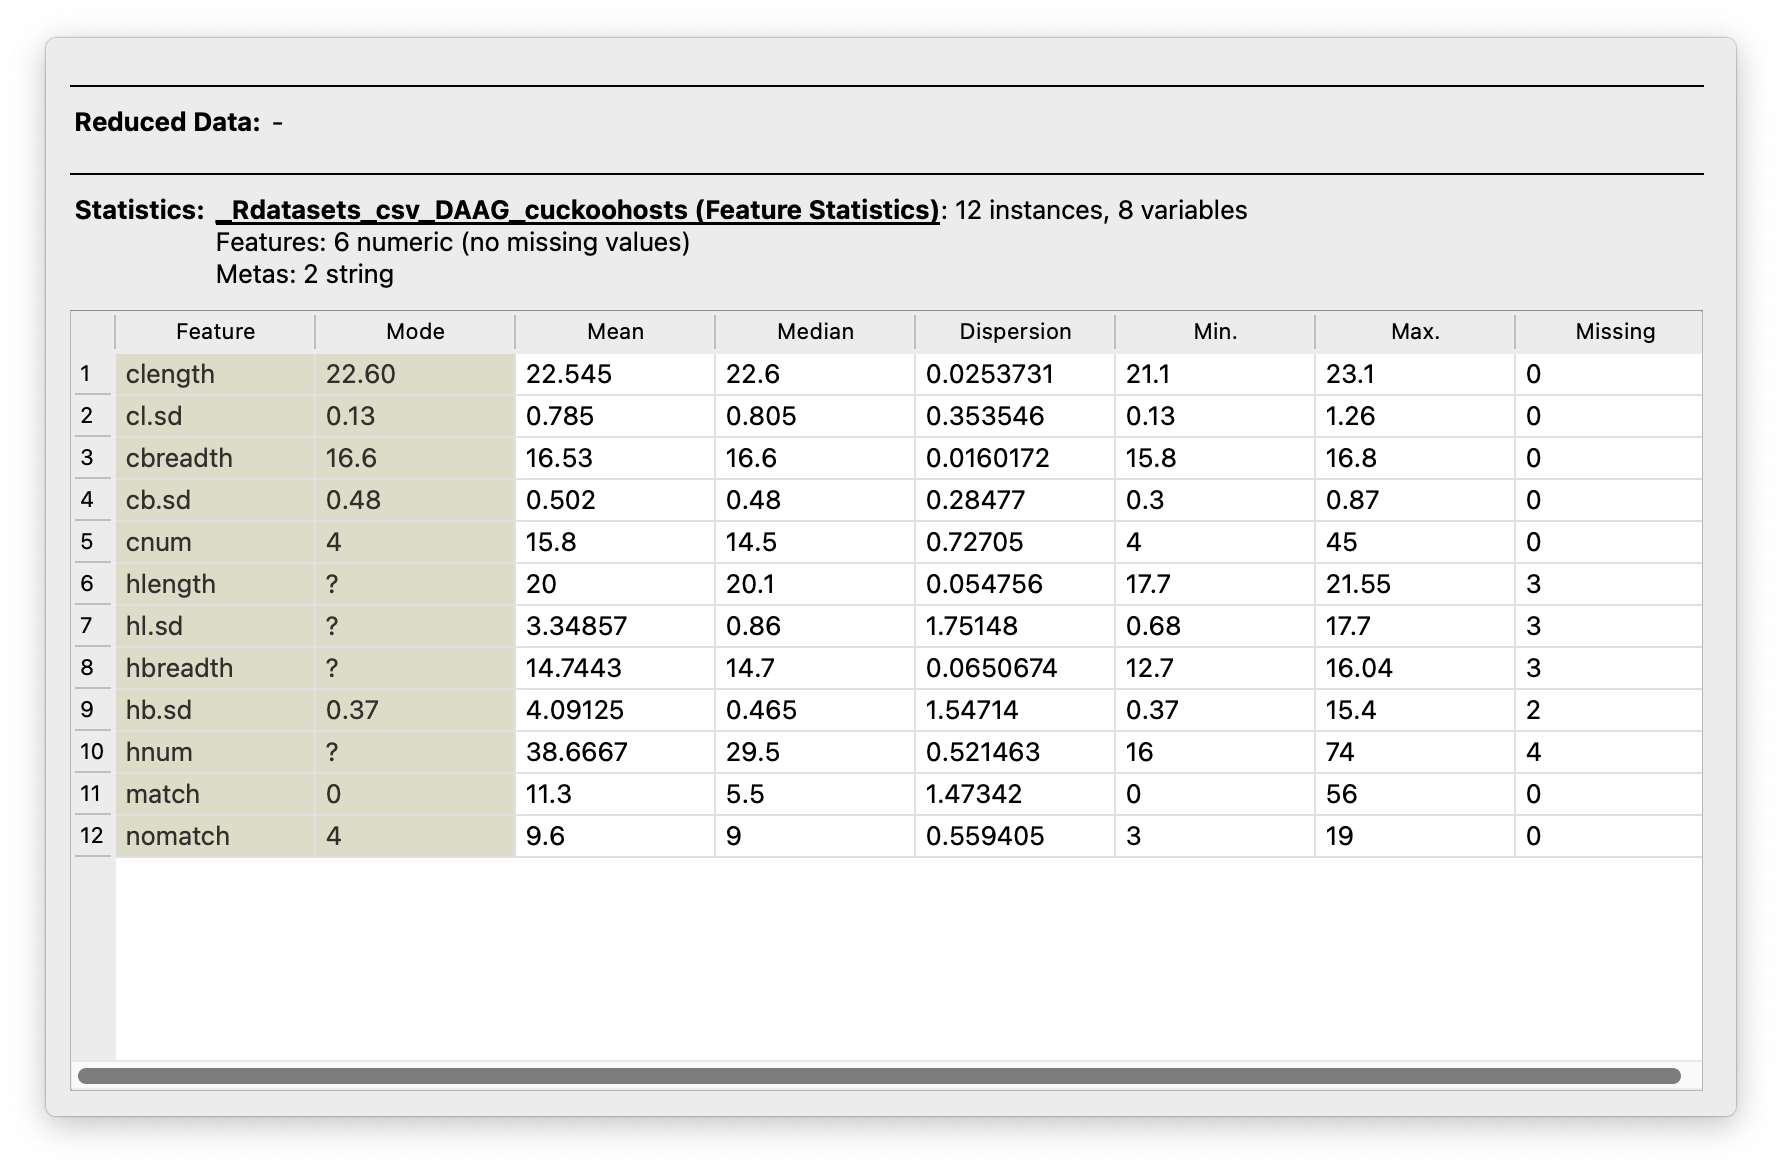 Reduced Data: -
Statistics: _Rdatasets_csv_DAAG_cuckoohosts (Feature Statistics): 12 instances, 8 variables
Features: 6 numeric (no missing values)
Metas: 2 string
Feature Mode Mean Median Dispersion Min. Max. Missing
1 clength 22.60 22.545 22.6 0.0253731 21.1 23.1 0
2 cl.sd 0.13 0.785 0.805 0.353546 0.13 1.26 0
3 cbreadth 16.6 16.53 16.6 0.0160172 15.8 16.8 0
4 cb.sd 0.48 0.502 0.48 0.28477 0.3 0.87 0
5 cnum 4 15.8 14.5 0.72705 4 45 0
6 hlength ? 20 20.1 0.054756 17.7 21.55 3
7 hl.sd ? 3.34857 0.86 1.75148 0.68 17.7 3
8 hbreadth ? 14.7443 14.7 0.0650674 12.7 16.04 3
9 hb.sd 0.37 4.09125 0.465 1.54714 0.37 15.4 2
10 hnum ? 38.6667 29.5 0.521463 16 74 4
11 match 0 11.3 5.5 1.47342 0 56 0
12 nomatch 4 9.6 9 0.559405 3 19 0